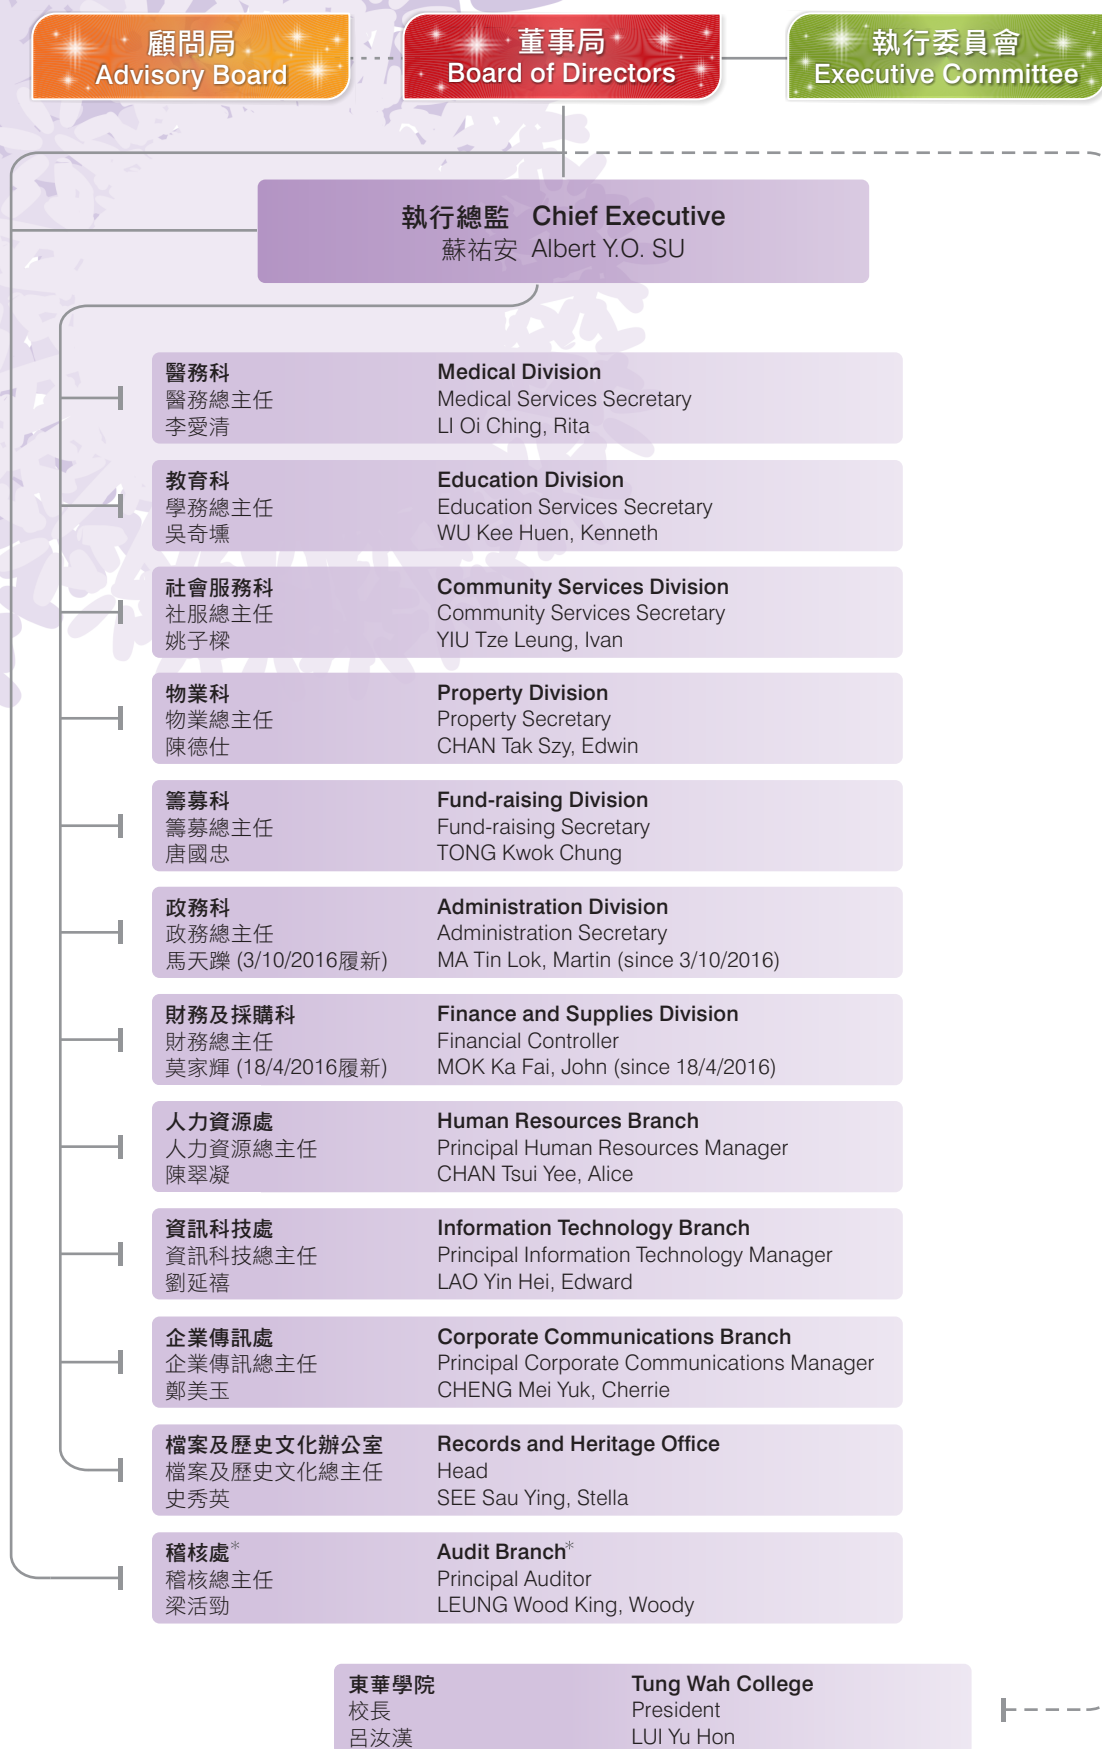 顧問局
Advisory Board
董事局
Board of Directors
執行委員會
Executive Committee
執行總監 Chief Executive
蘇祐安 Albert Y.O. SU
醫務科 Medical Division
醫務總主任 Medical Services Secretary
李愛清 LI Oi Ching, Rita
教育科 Education Division
學務總主任 Education Services Secretary
吳奇壎 WU Kee Huen, Kenneth
社會服務科 Community Services Division
社服總主任 Community Services Secretary
姚子樑 YIU Tze Leung, Ivan
物業科 Property Division
物業總主任 Property Secretary
陳德仕 CHAN Tak Szy, Edwin
籌募科 Fund-raising Division
籌募總主任 Fund-raising Secretary
唐國忠 TONG Kwok Chung
政務科 Administration Division
政務總主任 Administration Secretary
馬天躒 (3/10/2016履新) MA Tin Lok, Martin (since 3/10/2016)
財務及採購科 Finance and Supplies Division
財務總主任 Financial Controller
莫家輝 (18/4/2016履新) MOK Ka Fai, John (since 18/4/2016)
人力資源處 Human Resources Branch
人力資源總主任 Principal Human Resources Manager
陳翠凝 CHAN Tsui Yee, Alice
資訊科技處 Information Technology Branch
資訊科技總主任 Principal Information Technology Manager
劉延禧 LAO Yin Hei, Edward
企業傳訊處 Corporate Communications Branch
企業傳訊總主任 Principal Corporate Communications Manager
鄭美玉 CHENG Mei Yuk, Cherrie
檔案及歷史文化辦公室 Records and Heritage Office
檔案及歷史文化總主任 Head
史秀英 SEE Sau Ying, Stella
稽核處* Audit Branch*
稽核總主任 Principal Auditor
梁活勁 LEUNG Wood King, Woody
東華學院 Tung Wah College
校長 President
呂汝漢 LUI Yu Hon